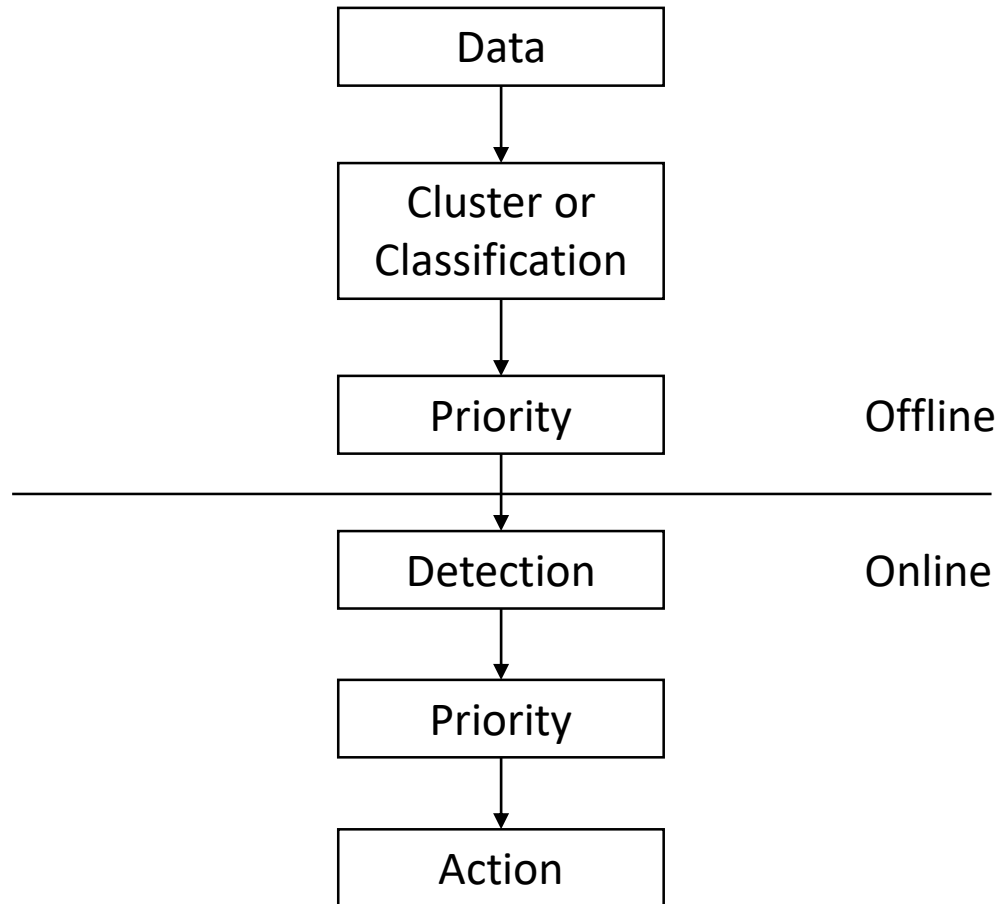 Data
Cluster or
Classification
Priority
Offline
Detection
Online
Priority
Action